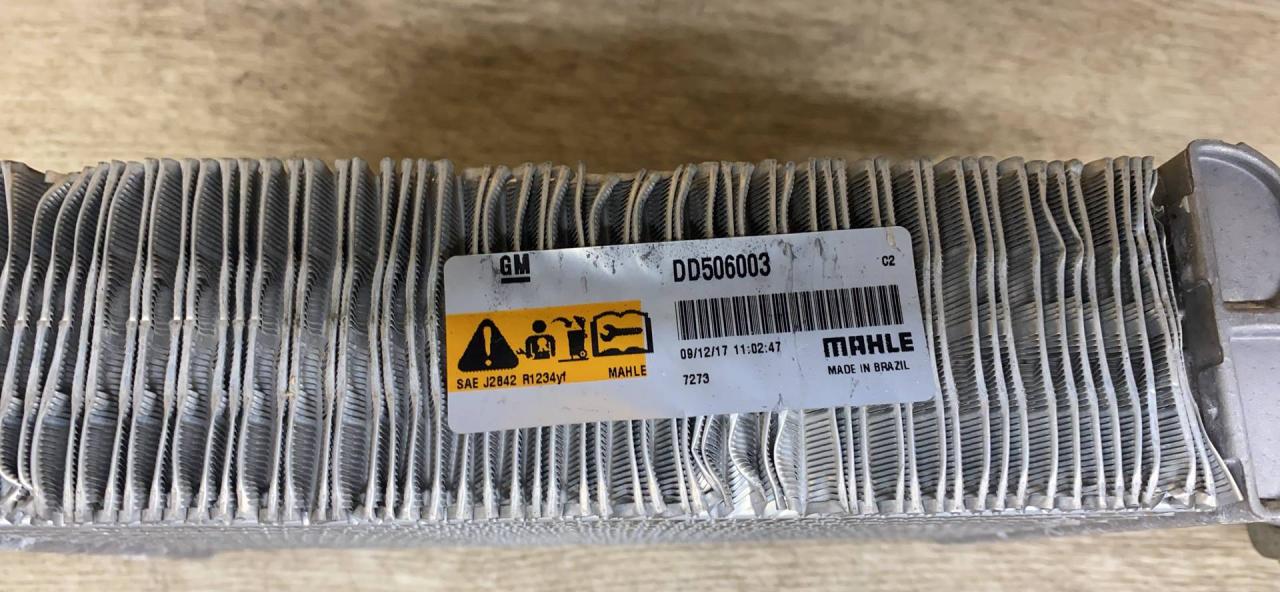 GM
DD506003
C2
09/12/17 11:02:47
MAHLE
SAE J2842 R1234yf
MAHLE
7273
MADE IN BRAZIL